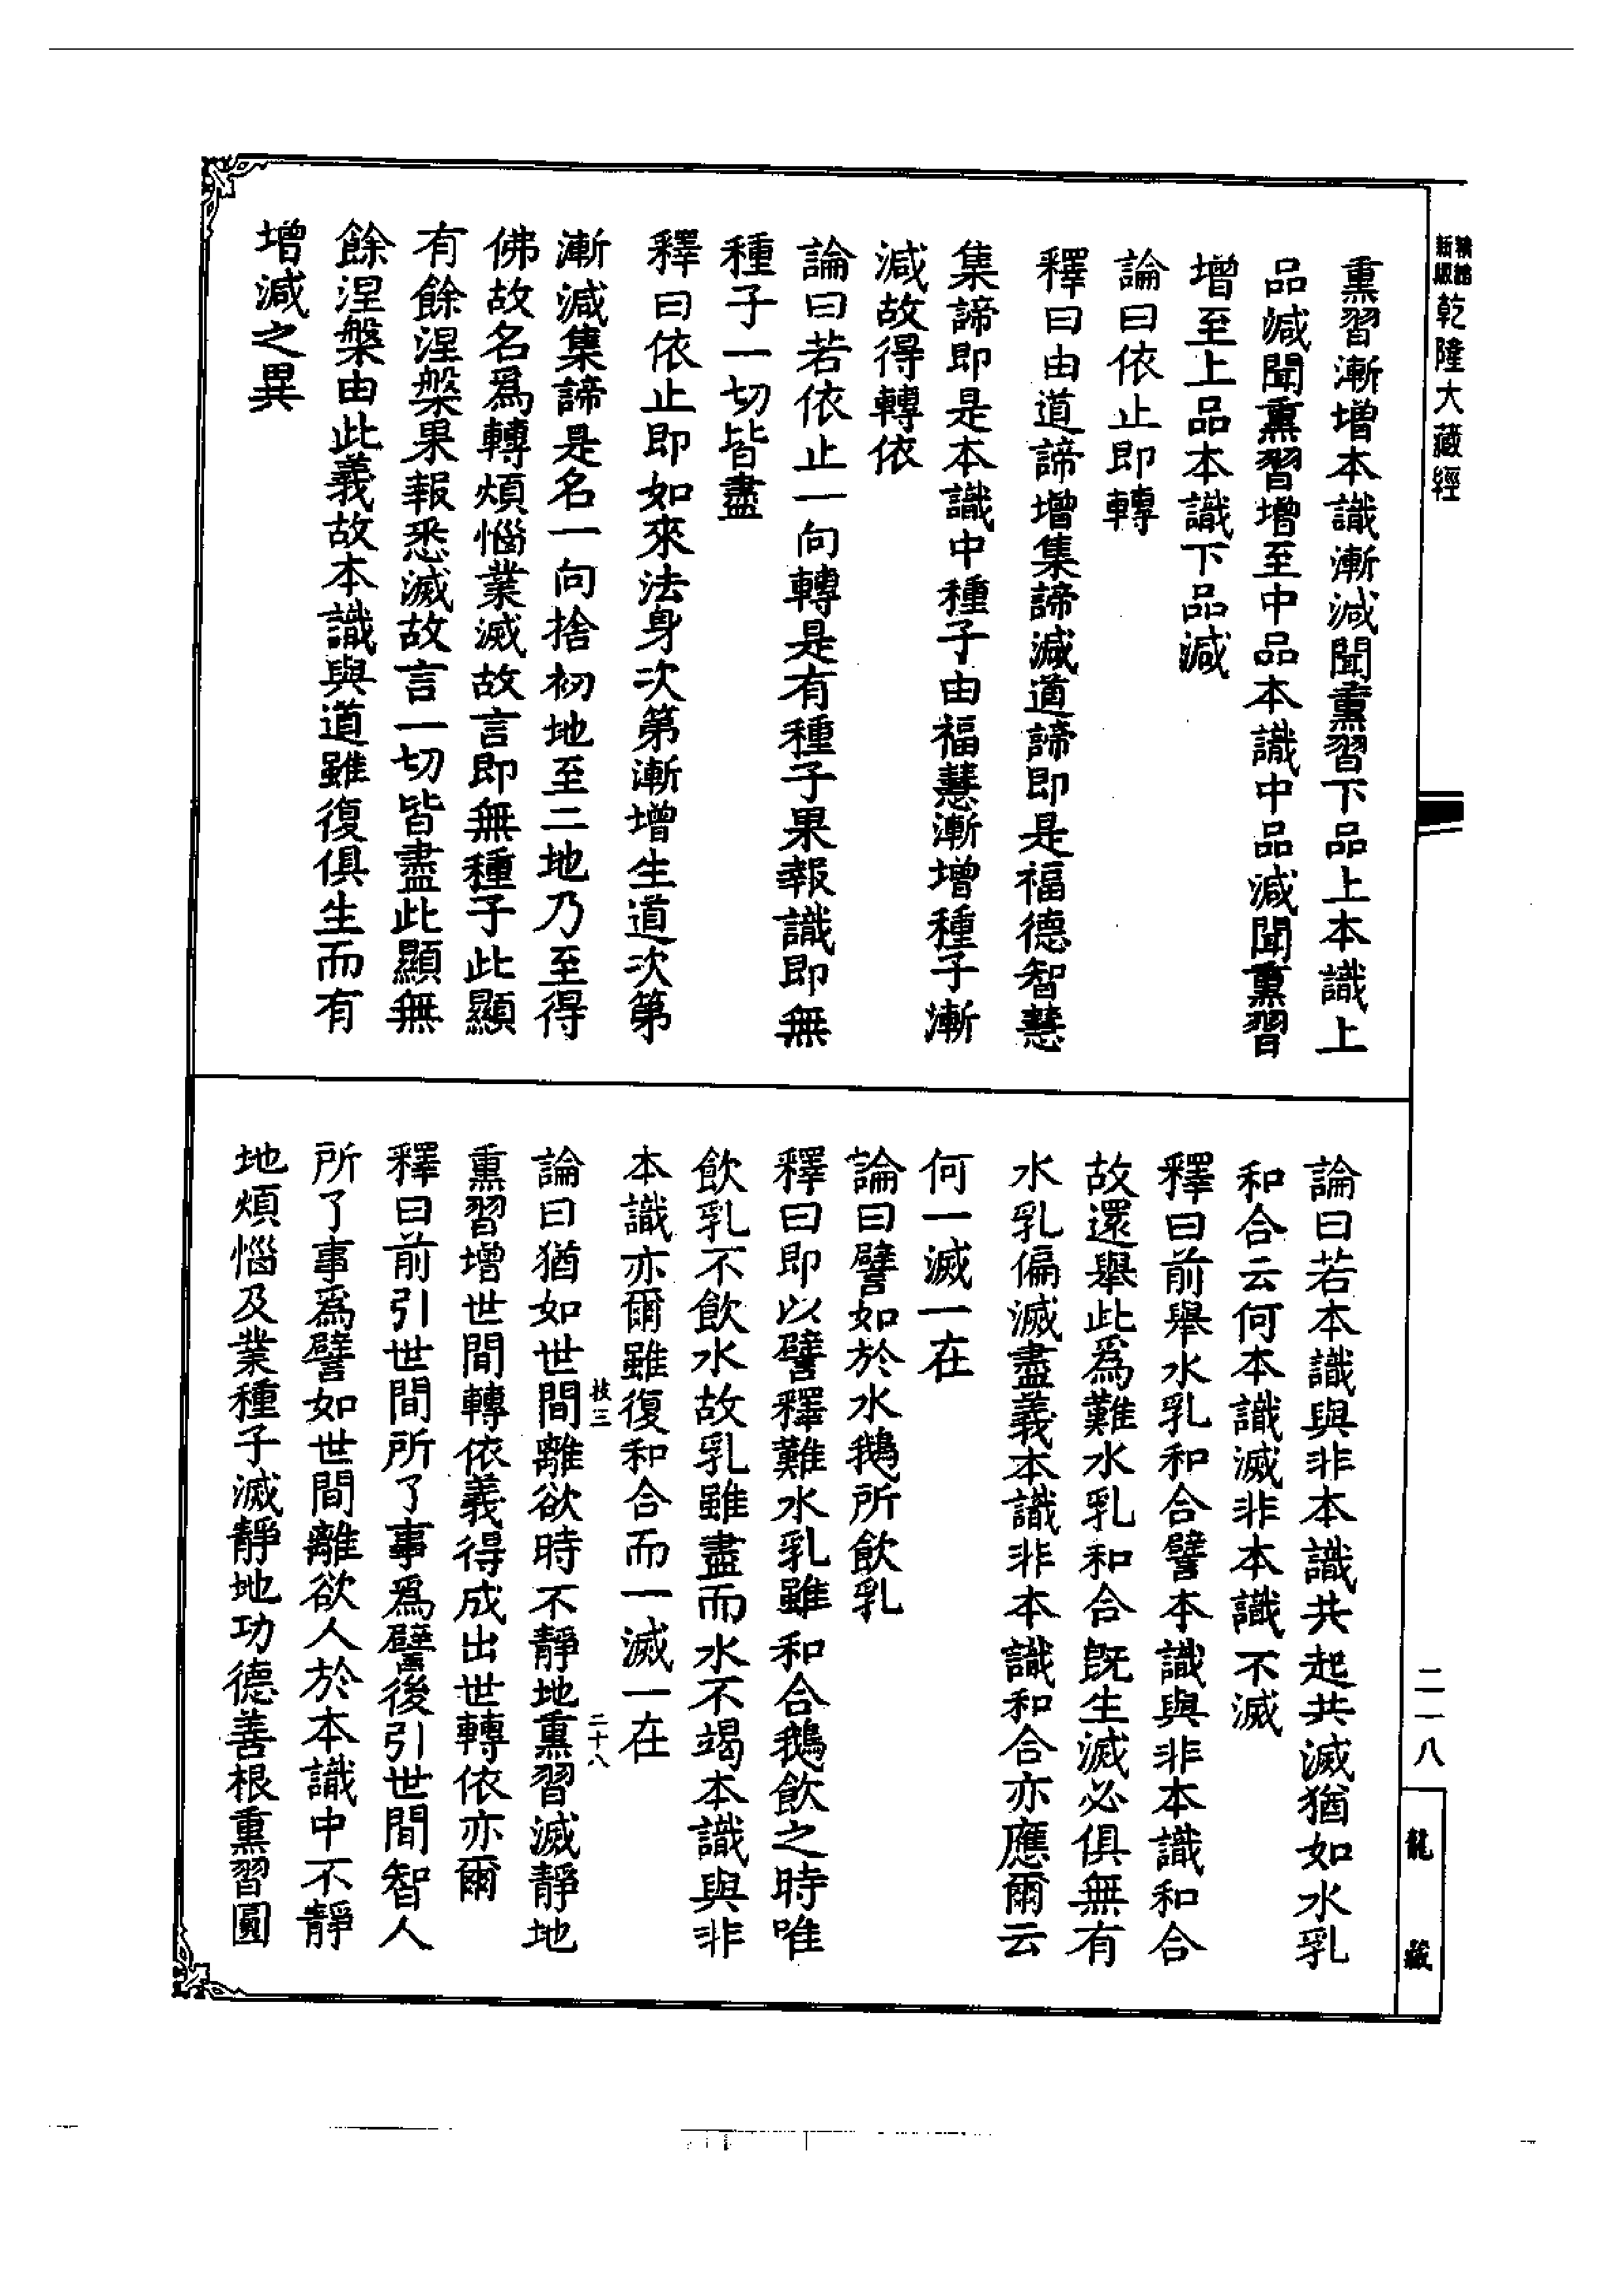 乾隆大藏經
熏習漸增本識漸減聞熏習下品上本識上
品減聞熏習增至中品本識中品減聞熏習
增至上品本識下品減
論曰依止即轉
釋曰由道諦增集諦減道諦即是福德智慧
集諦即是本識中種子由福慧漸增種子漸
減故得轉依
論曰若依止一向轉是有種子果報識即無
種子一切皆盡
釋曰依止即如來法身次第漸增生道次第
漸減集諦是名一向捨初地至二地乃至得
佛故名爲轉煩惱業滅故言即無種子此顯
有餘涅槃果報悉滅故言一切皆盡此顯無
餘涅槃由此義故本識與道雖復俱生而有
增減之異
論曰若本識與非本識共起共滅猶如水乳
和合云何本識滅非本識不滅
釋曰前舉水乳和合譬本識與非本識和合
故還舉此爲難水乳和合既生滅必俱無有
水乳偏滅盡義本識非本識和合亦應爾云
何一滅一在
論曰譬如於水鵝所飲乳
釋曰即以譬釋難水乳雖和合鵝飲之時唯
飲乳不飲水故乳雖盡而水不竭本識與非
本識亦爾雖復和合而一滅一在
技三
二十八
論曰猶如世間離欲時不靜地熏習滅靜地
熏習增世間轉依義得成出世轉依亦爾
釋曰前引世間所了事爲譬後引世間智人
所了事爲譬如世間離欲人於本識中不靜
地煩惱及業種子滅靜地功德善根熏習圓
二一八
龍藏